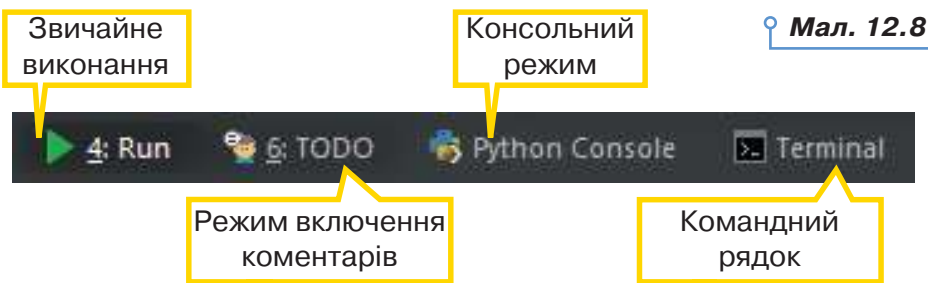 Звичайне
виконання
Консольний
режим
Мал. 12.8
4: Run
6: TODO
Python Console
Terminal
Режим включення
коментарів
Командний
рядок